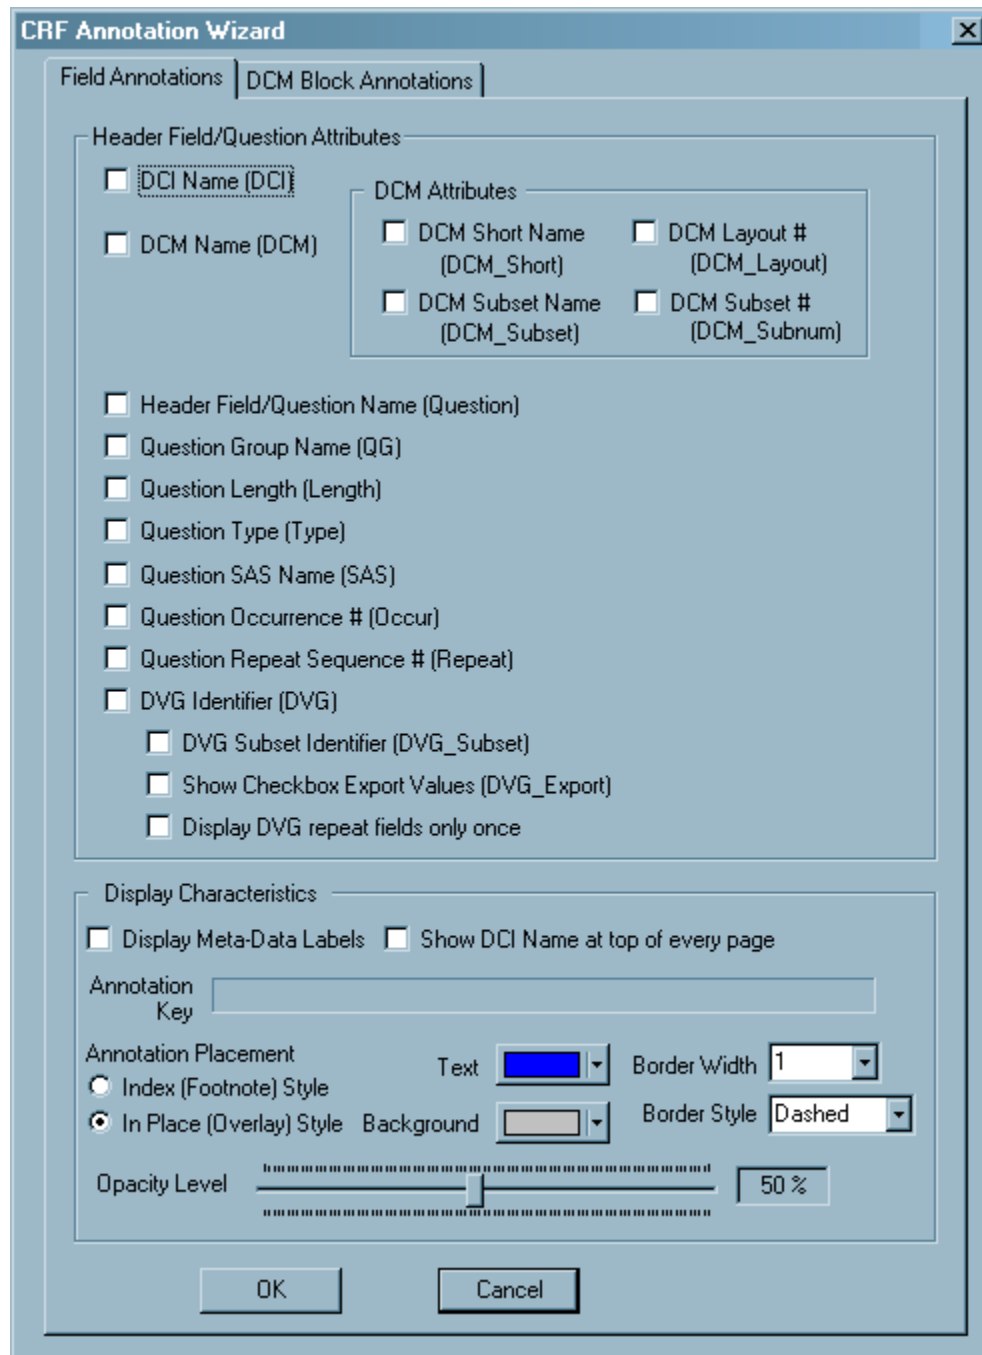 CRF Annotation Wizard
Field Annotations
DCM Block Annotations
Header Field/Question Attributes
DCI Name (DCI)
DCM Name (DCM)
DCM Attributes
DCM Short Name
(DCM_Short)
DCM Layout #
(DCM_Layout)
DCM Subset Name
(DCM_Subset)
DCM Subset #
(DCM_Subnum)
Header Field/Question Name (Question)
Question Group Name (QG)
Question Length (Length)
Question Type (Type)
Question SAS Name (SAS)
Question Occurrence # (Occur)
Question Repeat Sequence # (Repeat)
DVG Identifier (DVG)
DVG Subset Identifier (DVG_Subset)
Show Checkbox Export Values (DVG_Export)
Display DVG repeat fields only once
Display Characteristics
Display Meta-Data Labels
Show DCI Name at top of every page
Annotation
Key
Annotation Placement
Index (Footnote) Style
In Place (Overlay) Style
Text
Background
Border Width
1
Border Style
Dashed
Opacity Level
50 %
OK
Cancel